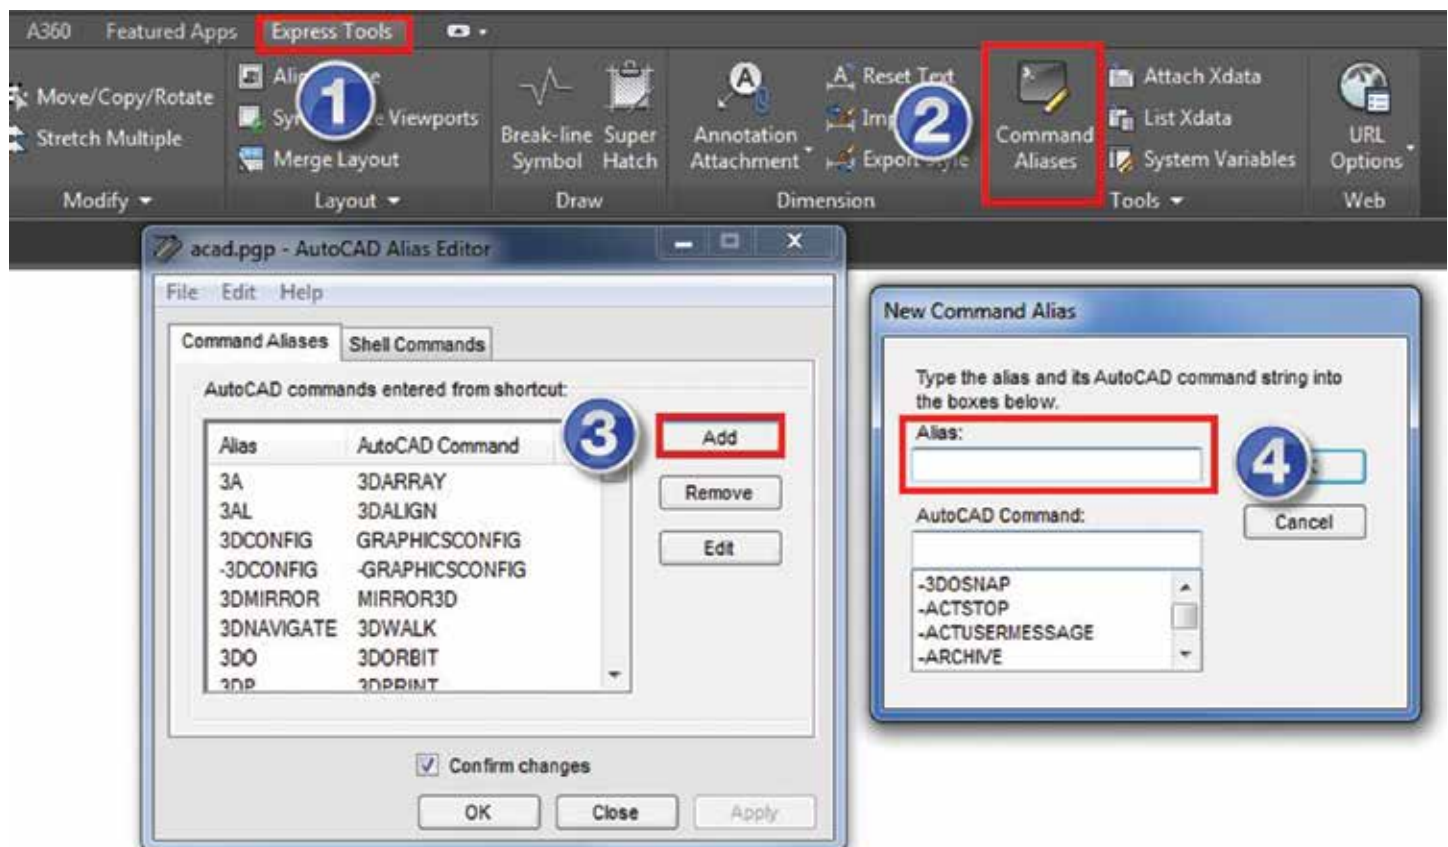 A360 Featured Apps Express Tools
Move/Copy/Rotate
Stretch Multiple
Modify
1
Viewports
Merge Layout
Layout
Break-line Symbol
Super Hatch
Draw
Annotation Attachment
Reset Text
2
Export Style
Dimension
Command Aliases
Attach Xdata
List Xdata
System Variables
Tools
URL Options
Web
acad.pgp - AutoCAD Alias Editor
File Edit Help
Command Aliases Shell Commands
AutoCAD commands entered from shortcut:
3
Add
Alias AutoCAD Command
3A 3DARRAY
3AL 3DALIGN
3DCONFIG GRAPHICSCONFIG
-3DCONFIG -GRAPHICSCONFIG
3DMIRROR MIRROR3D
3DNAVIGATE 3DWALK
3DO 3DORBIT
3DP 3DPRINT
Remove
Edit
Confirm changes
OK Close Apply
New Command Alias
Type the alias and its AutoCAD command string into
the boxes below.
Alias:
4
AutoCAD Command:
Cancel
-3DOSNAP
-ACTSTOP
-ACTUSERMESSAGE
-ARCHIVE